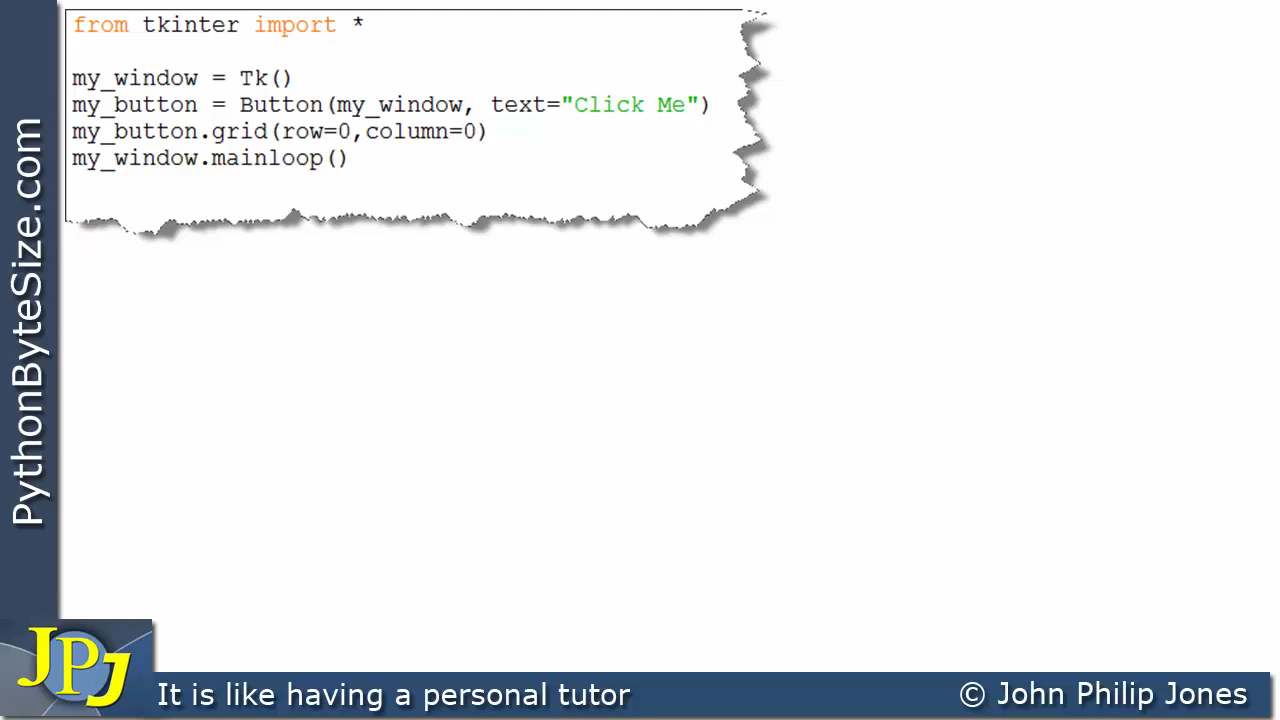 from tkinter import *
my_window = Tk()
my_button = Button(my_window, text="Click Me")
my_button.grid(row=0,column=0)
my_window.mainloop()
PythonByteSize.com
JPJ
It is like having a personal tutor
© John Philip Jones